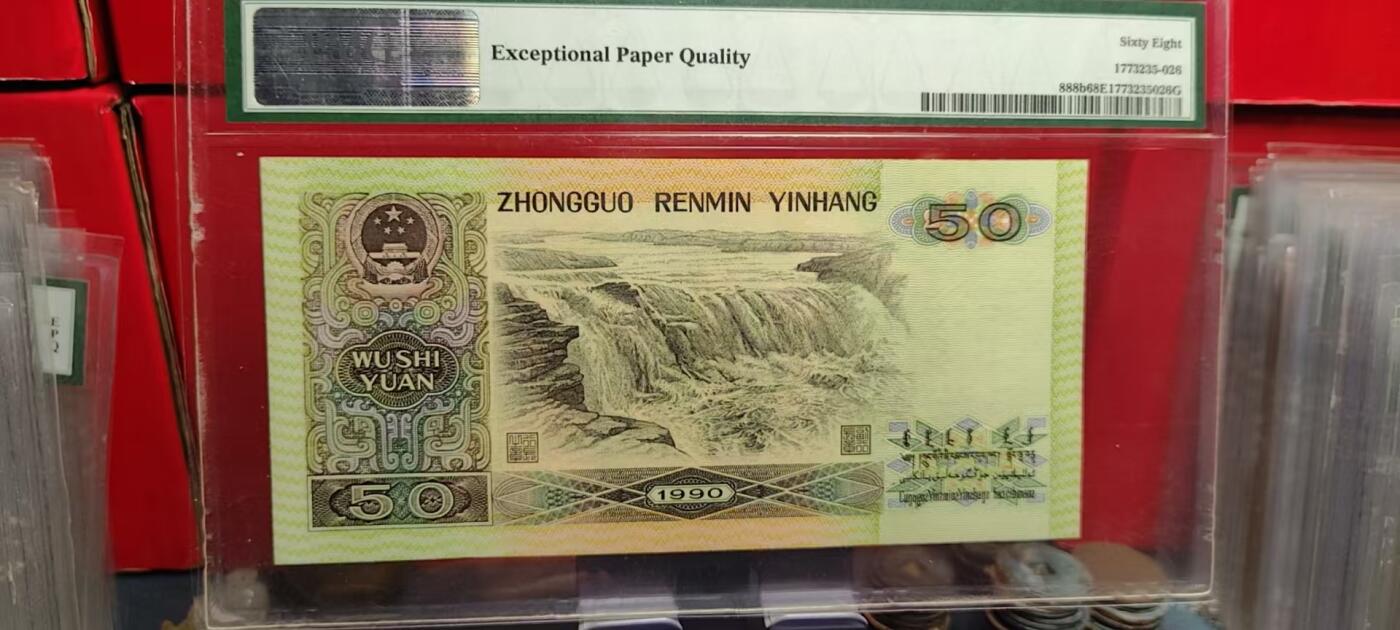 Exceptional Paper Quality
Sixty Eight
1773235-026
888b68E1773235026G
ZHONGGUO RENMIN YINHANG
50
WU SHI
YUAN
50
1990
E
P
Q